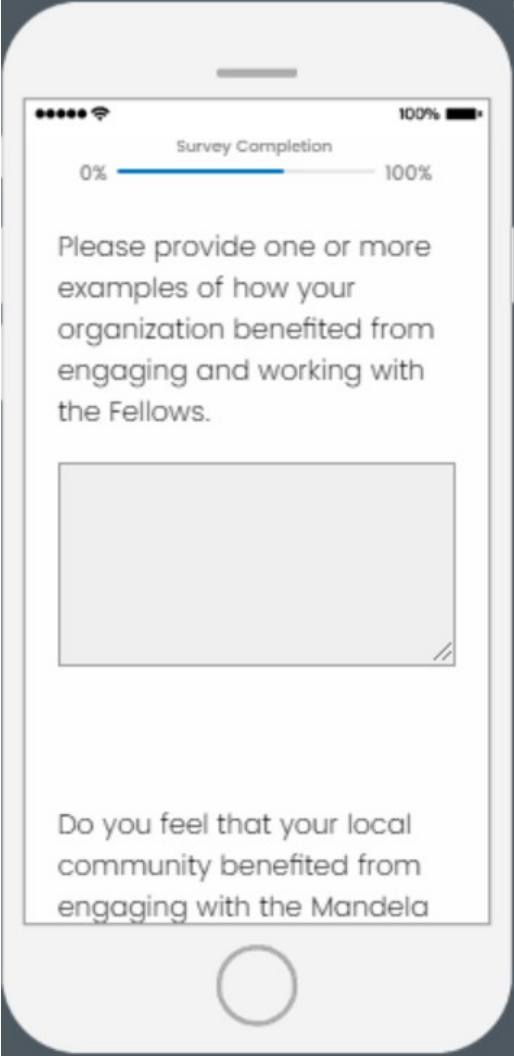 100%
Survey Completion
0% 100%
Please provide one or more
examples of how your
organization benefited from
engaging and working with
the Fellows.
Do you feel that your local
community benefited from
engaging with the Mandela